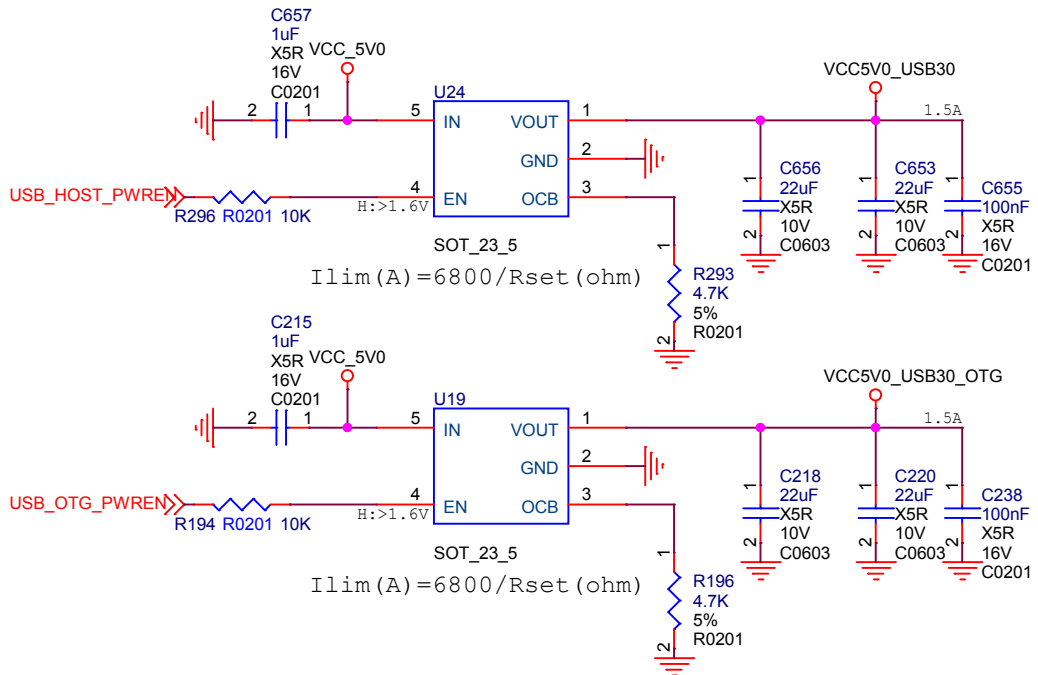 C657
1uF
X5R
16V
C0201
VCC_5V0
2
1
5
U24
IN
VOUT
1
GND
2
EN
4
OCB
3
H:>1.6V
USB_HOST_PWREN
R296 R0201 10K
SOT_23_5
Ilim(A)=6800/Rset(ohm)
1
R293
4.7K
5%
R0201
2
VCC5V0_USB30
1.5A
1
C656
22uF
X5R
10V
C0603
2
1
C653
22uF
X5R
10V
C0603
2
1
C655
100nF
X5R
16V
C0201
2
C215
1uF
X5R
16V
C0201
VCC_5V0
2
1
5
U19
IN
VOUT
1
GND
2
EN
4
OCB
3
H:>1.6V
USB_OTG_PWREN
R194 R0201 10K
SOT_23_5
Ilim(A)=6800/Rset(ohm)
1
R196
4.7K
5%
R0201
2
VCC5V0_USB30_OTG
1.5A
1
C218
22uF
X5R
10V
C0603
2
1
C220
22uF
X5R
10V
C0603
2
1
C238
100nF
X5R
16V
C0201
2